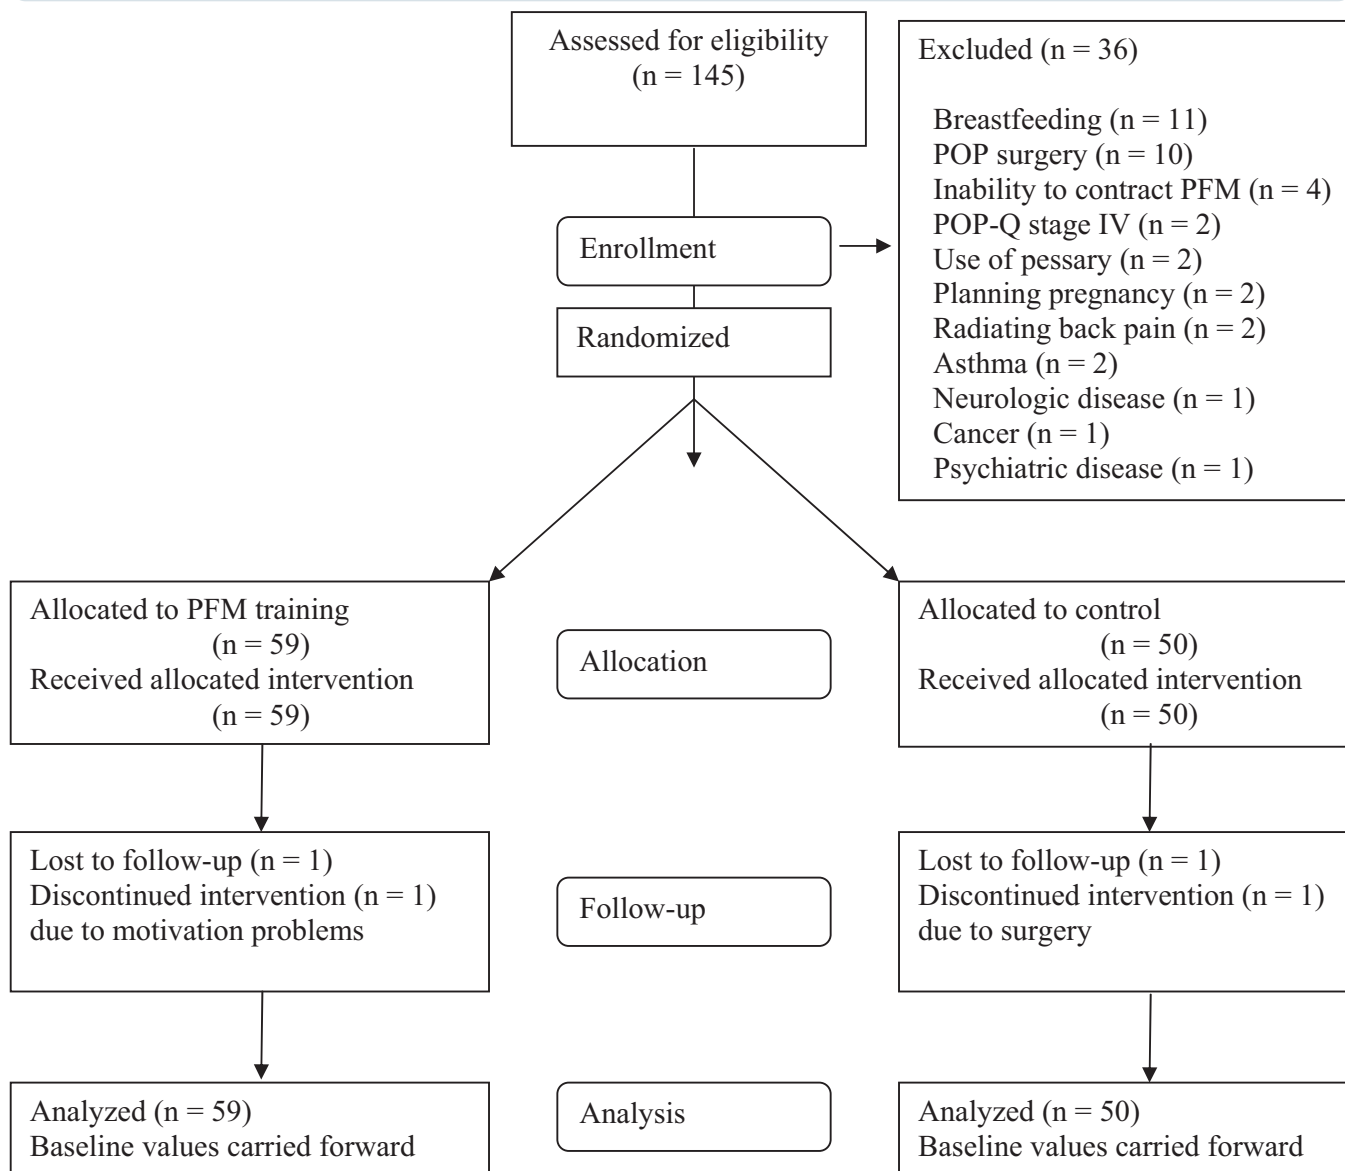 Assessed for eligibility
(n = 145)
Excluded (n = 36)
Breastfeeding (n = 11)
POP surgery (n = 10)
Inability to contract PFM (n = 4)
POP-Q stage IV (n = 2)
Use of pessary (n = 2)
Planning pregnancy (n = 2)
Radiating back pain (n = 2)
Asthma (n = 2)
Neurologic disease (n = 1)
Cancer (n = 1)
Psychiatric disease (n = 1)
Enrollment
Randomized
Allocated to PFM training
(n = 59)
Received allocated intervention
(n = 59)
Allocation
Allocated to control
(n = 50)
Received allocated intervention
(n = 50)
Lost to follow-up (n = 1)
Discontinued intervention (n = 1)
due to motivation problems
Follow-up
Lost to follow-up (n = 1)
Discontinued intervention (n = 1)
due to surgery
Analyzed (n = 59)
Baseline values carried forward
Analysis
Analyzed (n = 50)
Baseline values carried forward